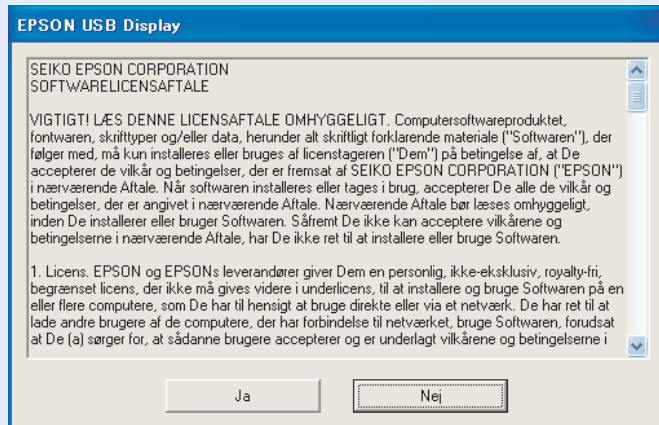 EPSON USB Display
SEIKO EPSON CORPORATION
SOFTWARELICENSAFTALE
VIGTIGT! LÆS DENNE LICENSAFTALE OMHYGGELIGT. Computersoftwareproduktet,
fontwaren, skrifttyper og/eller data, herunder alt skriftligt forklarende materiale ("Softwaren"), der
følger med, må kun installeres eller bruges af licenstageren ("Dem") på betingelse af, at De
accepterer de vilkår og betingelser, der er fremsat af SEIKO EPSON CORPORATION ("EPSON")
i nærværende Aftale. Når softwaren installeres eller tages i brug, accepterer De alle de vilkår og
betingelser, der er angivet i nærværende Aftale. Nærværende Aftale bør læses omhyggeligt,
inden De installerer eller bruger Softwaren. Såfremt De ikke kan acceptere vilkårene og
betingelserne i nærværende Aftale, har De ikke ret til at installere eller bruge Softwaren.
1. Licens. EPSON og EPSONs leverandører giver Dem en personlig, ikke-eksklusiv, royalty-fri,
begrænset licens, der ikke må gives videre i underlicens, til at installere og bruge Softwaren på en
eller flere computere, som De har til hensigt at bruge direkte eller via et netværk. De har ret til at
lade andre brugere af de computere, der har forbindelse til netværket, bruge Softwaren, forudsat
at De (a) sørger for, at sådanne brugere accepterer og er underlagt vilkårene og betingelserne i
Ja
Nej